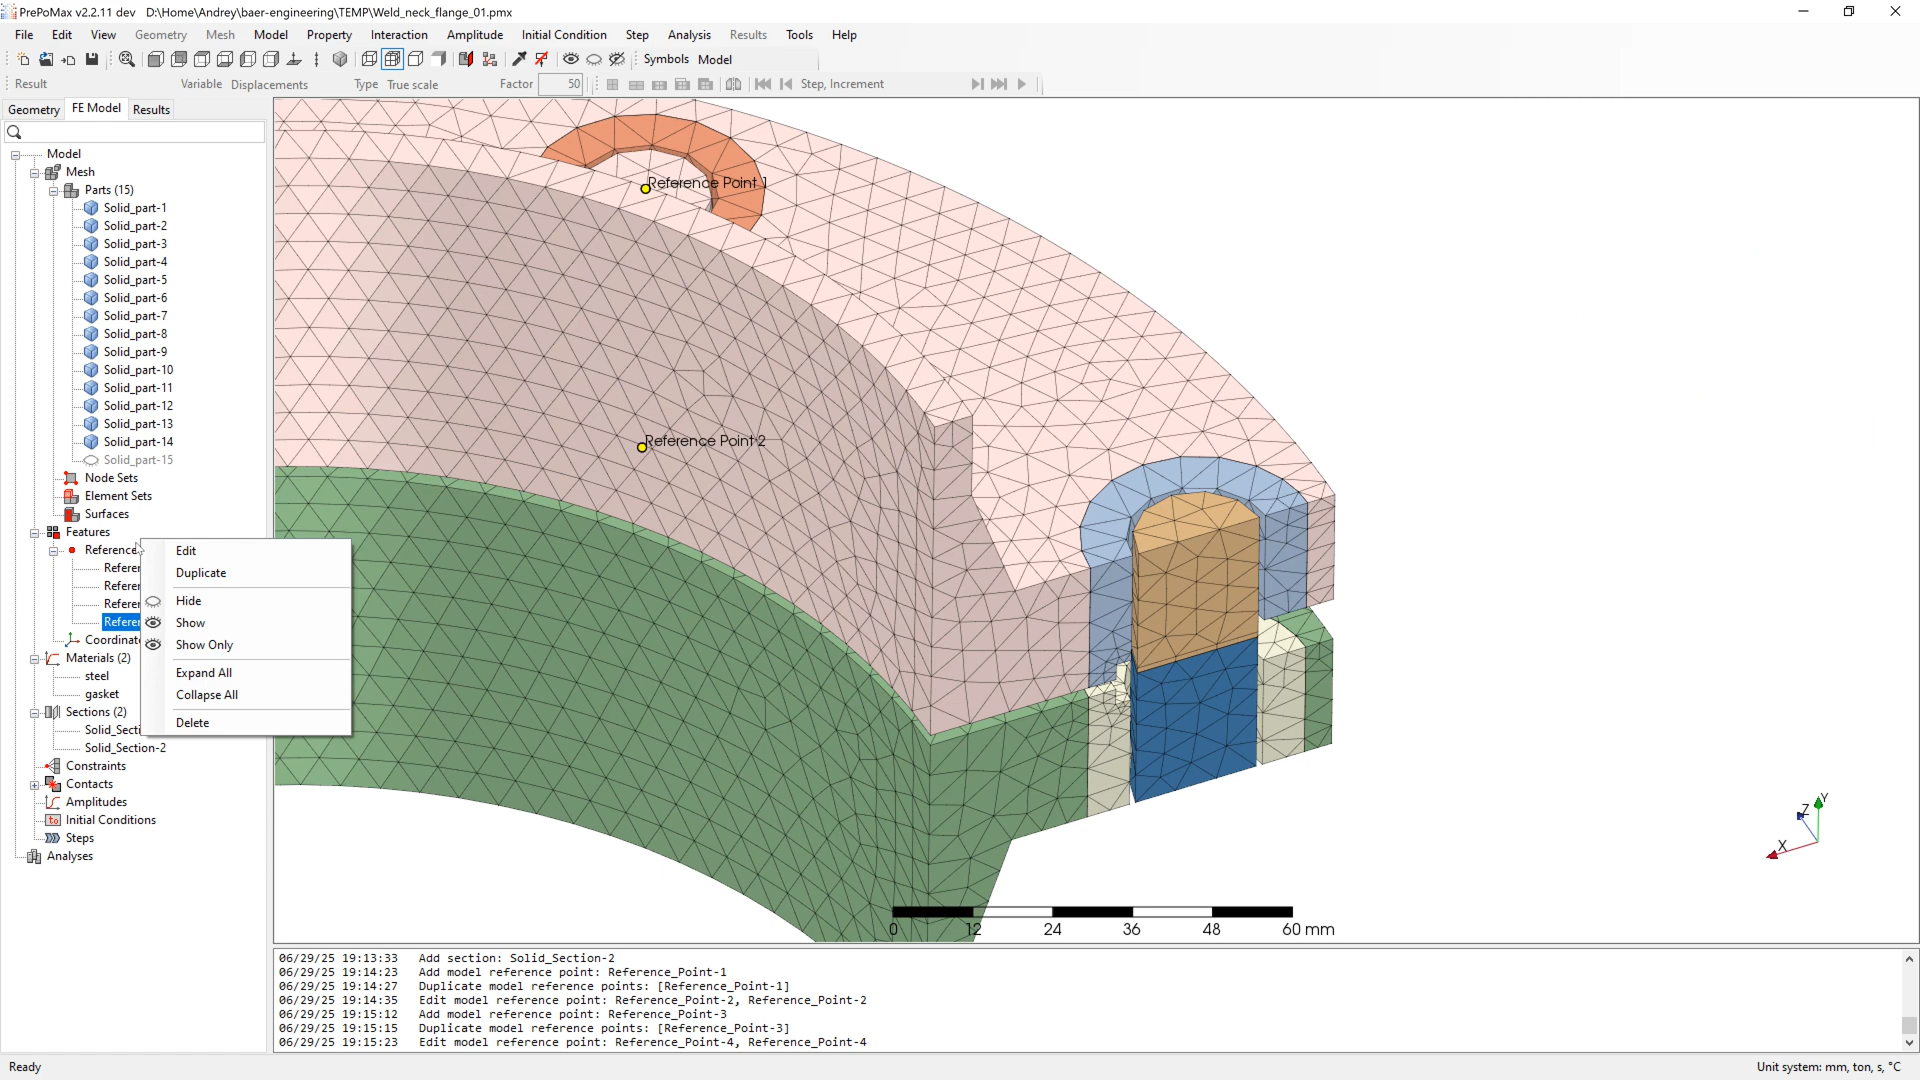 PrePoMax v2.2.11 dev D:\Home\Andrey\baer-engineering\TEMP\Weld_neck_flange_01.pmx
File Edit View Geometry Mesh Model Property Interaction Amplitude Initial Condition Step Analysis Results Tools Help
Symbols Model
Result Variable Displacements Type True scale Factor 50 Step, Increment
Geometry FE Model Results
Model
Mesh
Parts (15)
Solid_part-1
Solid_part-2
Solid_part-3
Solid_part-4
Solid_part-5
Solid_part-6
Solid_part-7
Solid_part-8
Solid_part-9
Solid_part-10
Solid_part-11
Solid_part-12
Solid_part-13
Solid_part-14
Solid_part-15
Node Sets
Element Sets
Surfaces
Features
Reference
Referer
Referer
Referer
Referer
Coordinat
Materials (2)
steel
gasket
Sections (2)
Solid_Secti
Solid_Section-2
Constraints
Contacts
Amplitudes
Initial Conditions
Steps
Analyses
Edit
Duplicate
Hide
Show
Show Only
Expand All
Collapse All
Delete
Reference Point 1
Reference Point 2
Y
Z
X
0 12 24 36 48 60 mm
06/29/25 19:13:33 Add section: Solid_Section-2
06/29/25 19:14:23 Add model reference point: Reference_Point-1
06/29/25 19:14:27 Duplicate model reference points: [Reference_Point-1]
06/29/25 19:14:35 Edit model reference point: Reference_Point-2, Reference_Point-2
06/29/25 19:15:12 Add model reference point: Reference_Point-3
06/29/25 19:15:15 Duplicate model reference points: [Reference_Point-3]
06/29/25 19:15:23 Edit model reference point: Reference_Point-4, Reference_Point-4
Ready Unit system: mm, ton, s, °C